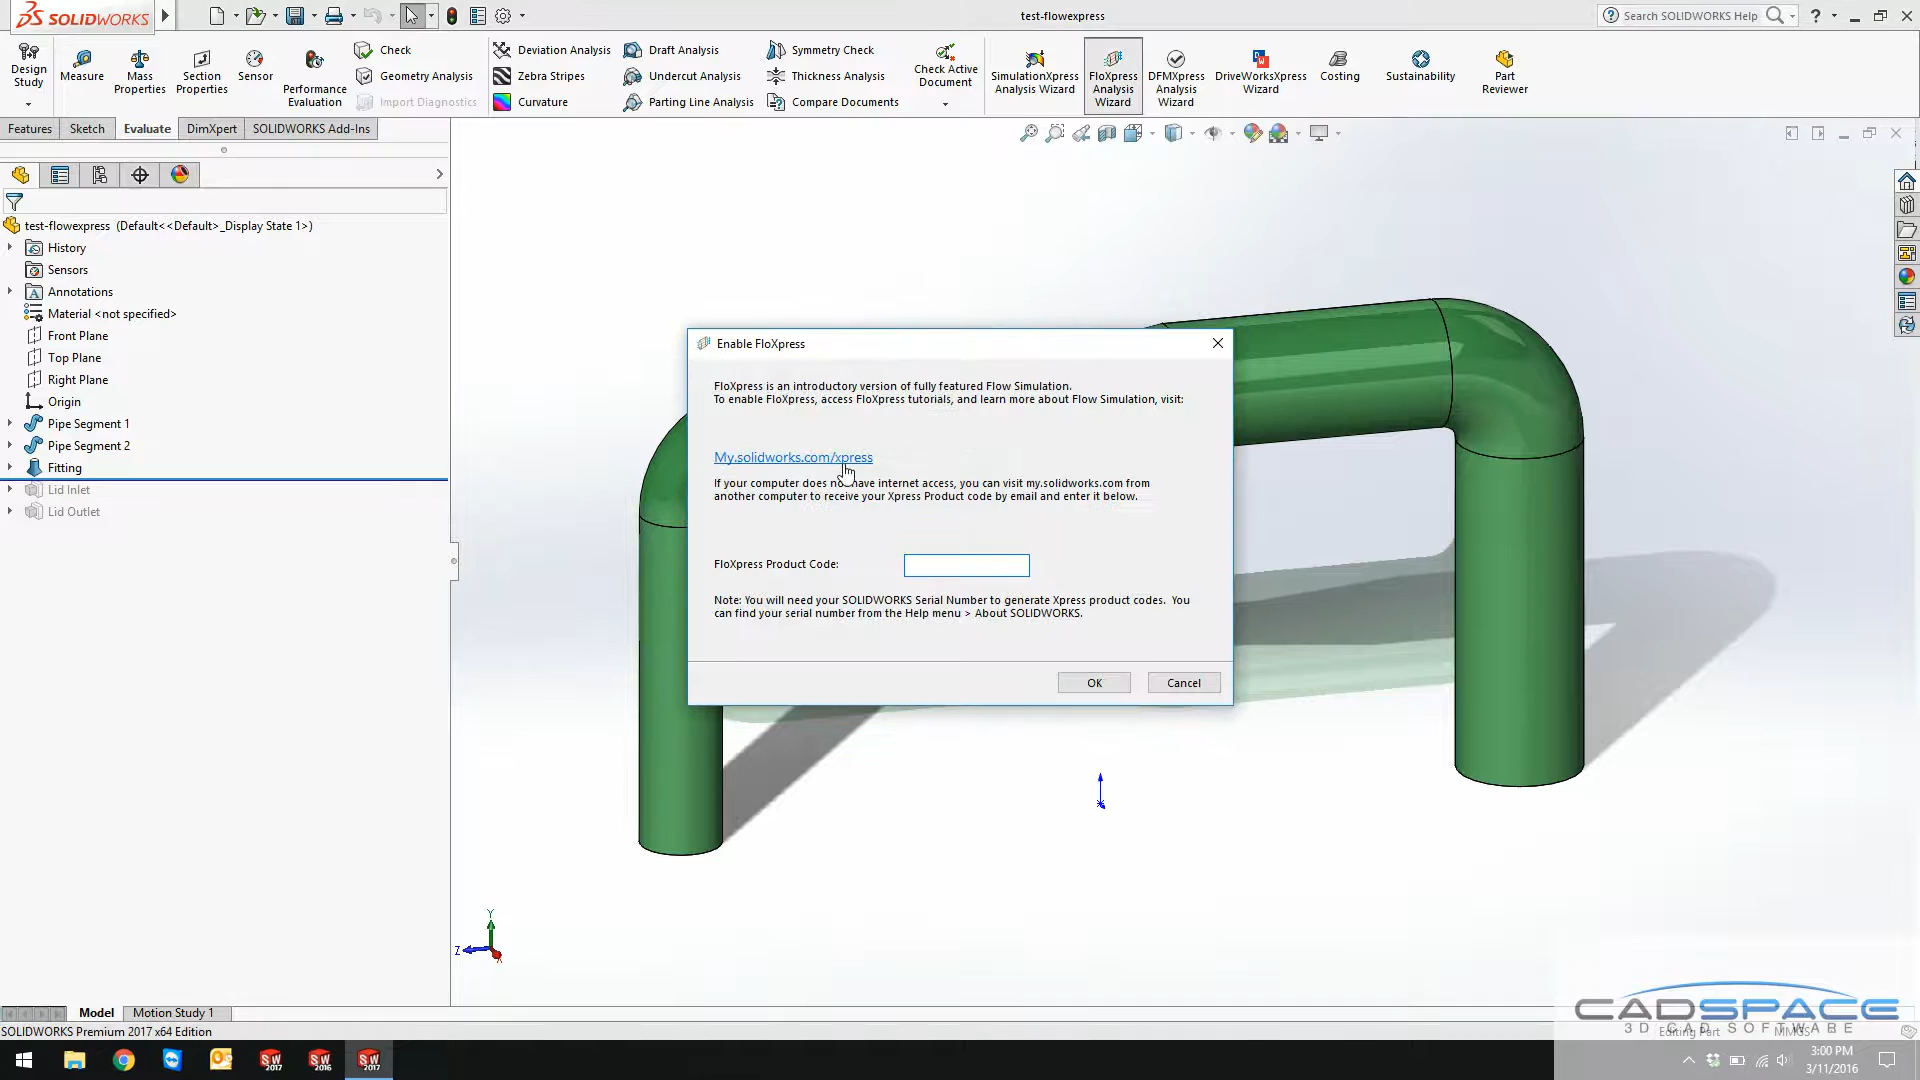 SOLIDWORKS
test-flowexpress
Search SOLIDWORKS Help
Design Study
Measure
Mass Properties
Section Properties
Sensor
Performance Evaluation
Check
Geometry Analysis
Import Diagnostics
Deviation Analysis
Zebra Stripes
Curvature
Draft Analysis
Undercut Analysis
Parting Line Analysis
Symmetry Check
Thickness Analysis
Compare Documents
Check Active Document
SimulationXpress Analysis Wizard
FloXpress Analysis Wizard
DFMXpress Analysis Wizard
DriveWorksXpress Wizard
Costing
Sustainability
Part Reviewer
Features
Sketch
Evaluate
DimXpert
SOLIDWORKS Add-Ins
test-flowexpress (Default<<Default>_Display State 1>)
History
Sensors
Annotations
Material <not specified>
Front Plane
Top Plane
Right Plane
Origin
Pipe Segment 1
Pipe Segment 2
Fitting
Lid Inlet
Lid Outlet
Enable FloXpress
FloXpress is an introductory version of fully featured Flow Simulation.
To enable FloXpress, access FloXpress tutorials, and learn more about Flow Simulation, visit:
My.solidworks.com/xpress
If your computer does not have internet access, you can visit my.solidworks.com from
another computer to receive your Xpress Product code by email and enter it below.
FloXpress Product Code:
Note: You will need your SOLIDWORKS Serial Number to generate Xpress product codes. You
can find your serial number from the Help menu > About SOLIDWORKS.
OK
Cancel
Y
Z
X
Model
Motion Study 1
SOLIDWORKS Premium 2017 x64 Edition
CADSPACE
3D CAD SOFTWARE
Editing Part
MMGS
SW 2017
SW 2016
SW 2017
3:00 PM
3/11/2016